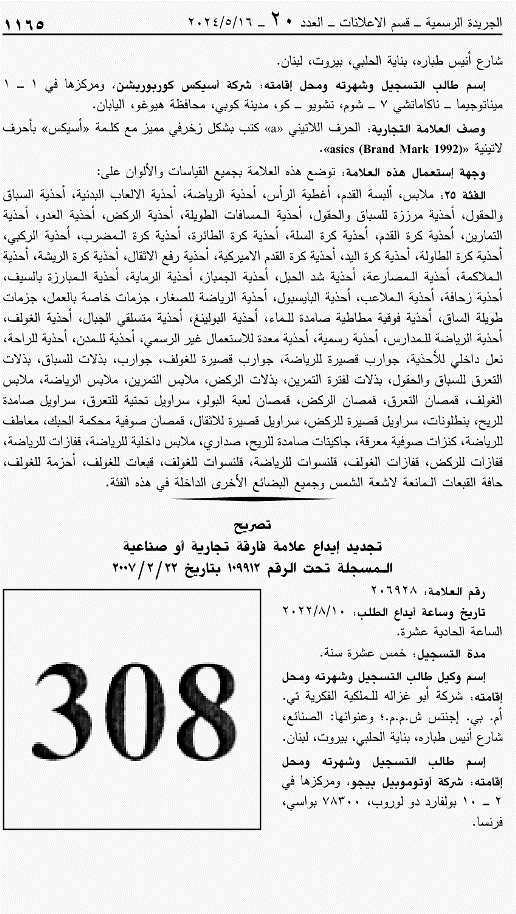 الجريدة الرسمية ــ قسم الاعلانات ــ العدد ٢٠ ــ ٢٠٢٤/٥/١٦
١١٦٥
شارع أنيس طباره، بناية الحلبي، بيروت، لبنان.
إسم طالب التسجيل وشهرته ومحل إقامته: شركة أسيكس كوربوريشن، ومركزها في ١ ــ ١
ميناتوجيما ــ ناكاماتشي ٧ ــ شوم، تشويو ــ كو، مدينة كوبي، محافظة هيوغو، اليابان.
وصف العلامة التجارية: الحرف اللاتيني «a» كتب بشكل زخرفي مميز مع كلمة «أسيكس» بأحرف
لاتينية «asics (Brand Mark 1992)».
وجهة إستعمال هذه العلامة: توضع هذه العلامة بجميع القياسات والألوان على:
الفئة ٢٥: ملابس، ألبسة القدم، أغطية الرأس، أحذية الرياضة، أحذية الالعاب البدنية، أحذية السباق
والحقول، أحذية مرززة للسباق والحقول، أحذية المسافات الطويلة، أحذية الركض، أحذية العدو، أحذية
التمارين، أحذية كرة القدم، أحذية كرة السلة، أحذية كرة الطائرة، أحذية كرة المضرب، أحذية الركبي،
أحذية كرة الطاولة، أحذية كرة اليد، أحذية كرة القدم الاميركية، أحذية رفع الاثقال، أحذية كرة الريشة، أحذية
الملاكمة، أحذية المصارعة، أحذية شد الحبل، أحذية الجمباز، أحذية الرماية، أحذية المبارزة بالسيف،
أحذية زحافة، أحذية الملاعب، أحذية البايسبول، أحذية الرياضة للصغار، جزمات خاصة بالعمل، جزمات
طويلة الساق، أحذية فوقية مطاطية صامدة للماء، أحذية البولينغ، أحذية متسلقي الجبال، أحذية الغولف،
أحذية الرياضة للمدارس، أحذية رسمية، أحذية معدة للاستعمال غير الرسمي، أحذية للمدن، أحذية للراحة،
نعل داخلي للأحذية، جوارب قصيرة للرياضة، جوارب قصيرة للغولف، جوارب، بذلات للسباق، بذلات
التعرق للسباق والحقول، بذلات لفترة التمرين، بذلات الركض، ملابس التمرين، ملابس الرياضة، ملابس
الغولف، قمصان التعرق، قمصان الركض، قمصان لعبة البولو، سراويل تحتية للتعرق، سراويل صامدة
للريح، بنطلونات، سراويل قصيرة للركض، سراويل قصيرة للاثقال، قمصان صوفية محكمة الحبك، معاطف
للرياضة، كنزات صوفية معرقة، جاكيتات صامدة للريح، صداري، ملابس داخلية للرياضة، قفازات للرياضة،
قفازات للركض، قفازات الغولف، قلنسوات للرياضة، قلنسوات للغولف، قبعات للغولف، أحزمة للغولف،
حافة القبعات المانعة لاشعة الشمس وجميع البضائع الأخرى الداخلة في هذه الفئة.
تصريح
تجديد إيداع علامة فارقة تجارية أو صناعية
المسجلة تحت الرقم ١٠٩٩١٢ بتاريخ ٢٠٠٧/٢/٢٢
رقم العلامة: ٢٠٦٩٢٨
تاريخ وساعة أيداع الطلب: ٢٠٢٢/٨/١٠
الساعة الحادية عشرة.
مدة التسجيل: خمس عشرة سنة.
إسم وكيل طالب التسجيل وشهرته ومحل
إقامته: شركة أبو غزاله للملكية الفكرية تي.
أم. بي. إجنتس ش.م.م.؛ وعنوانها: الصنائع،
شارع أنيس طباره، بناية الحلبي، بيروت، لبنان.
إسم طالب التسجيل وشهرته ومحل
إقامته: شركة أوتوموبيل بيجو، ومركزها في
٢ ــ ١٠ بولفارد دو لوروب، ٧٨٣٠٠ بواسي،
فرنسا.
308